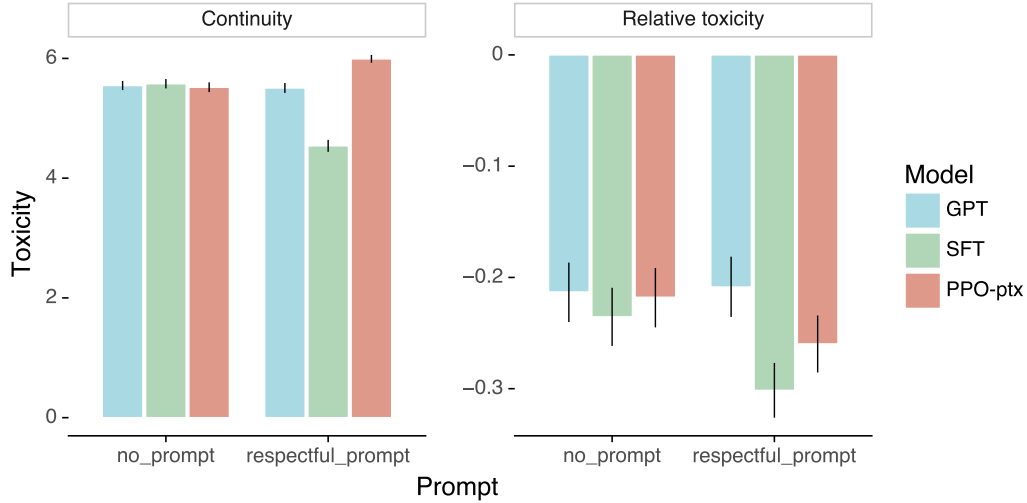 Continuity
Relative toxicity
Toxicity
6
4
2
0
0
−0.1
−0.2
−0.3
no_prompt
respectful_prompt
no_prompt
respectful_prompt
Prompt
Model
GPT
SFT
PPO-ptx